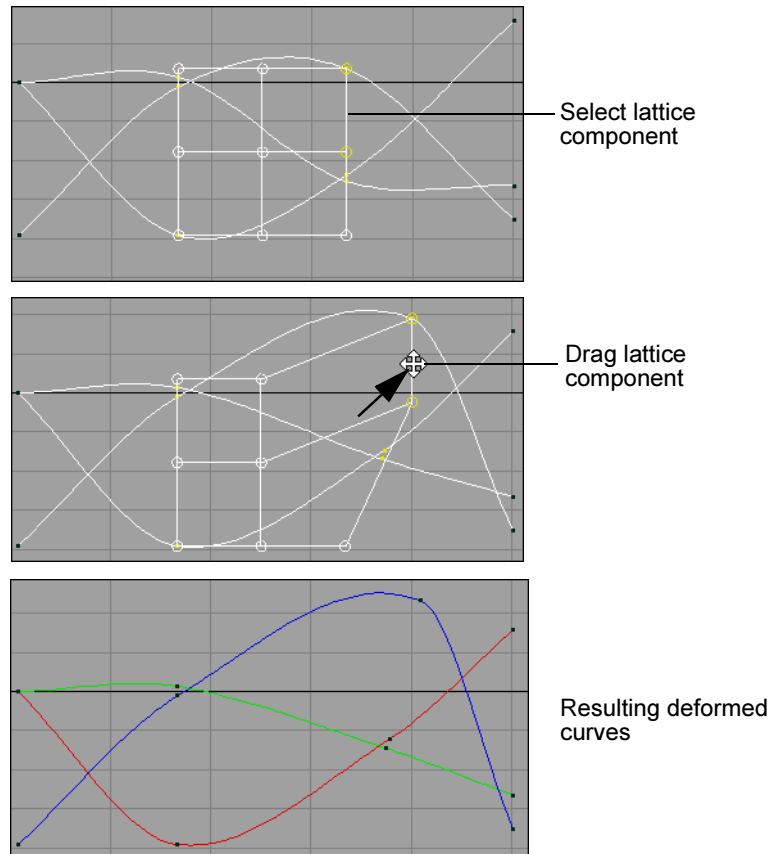 Select lattice
component
Drag lattice
component
Resulting deformed
curves